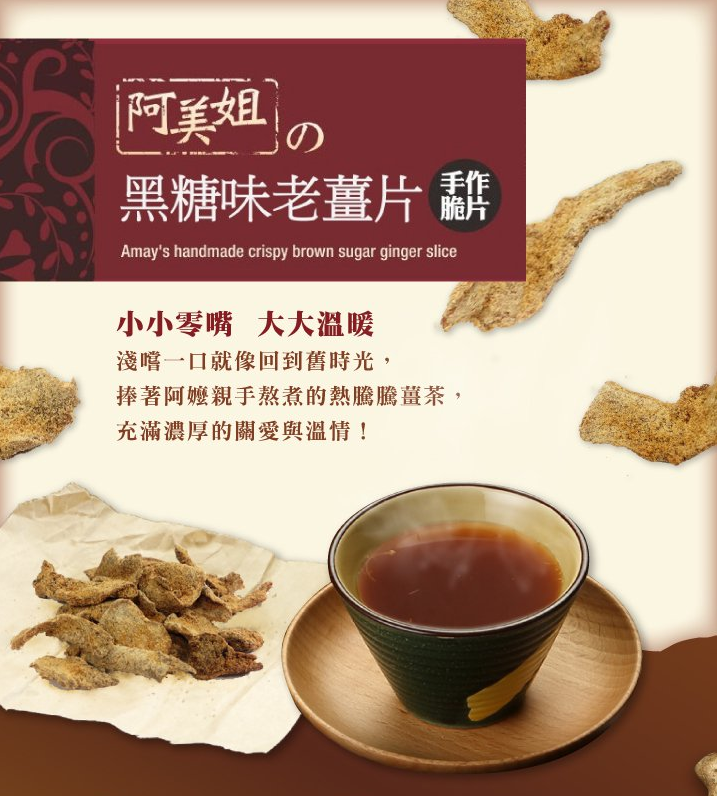 阿美姐の
黑糖味老薑片
手作
脆片
Amay's handmade crispy brown sugar ginger slice
小小零嘴 大大溫暖
淺嚐一口就像回到舊時光，
捧著阿嬤親手熬煮的熱騰騰薑茶，
充滿濃厚的關愛與溫情！